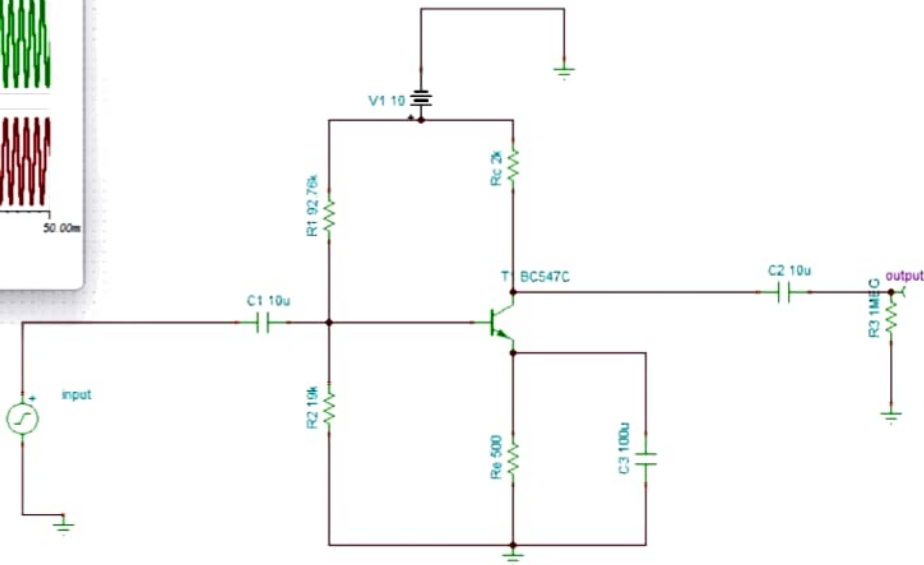 V1 10
Rc 2k
R1 92.76k
50.00m
T1 BC547C
C2 10u
output
R3 1MEG
C1 10u
input
R2 19k
Re 500
C3 100u